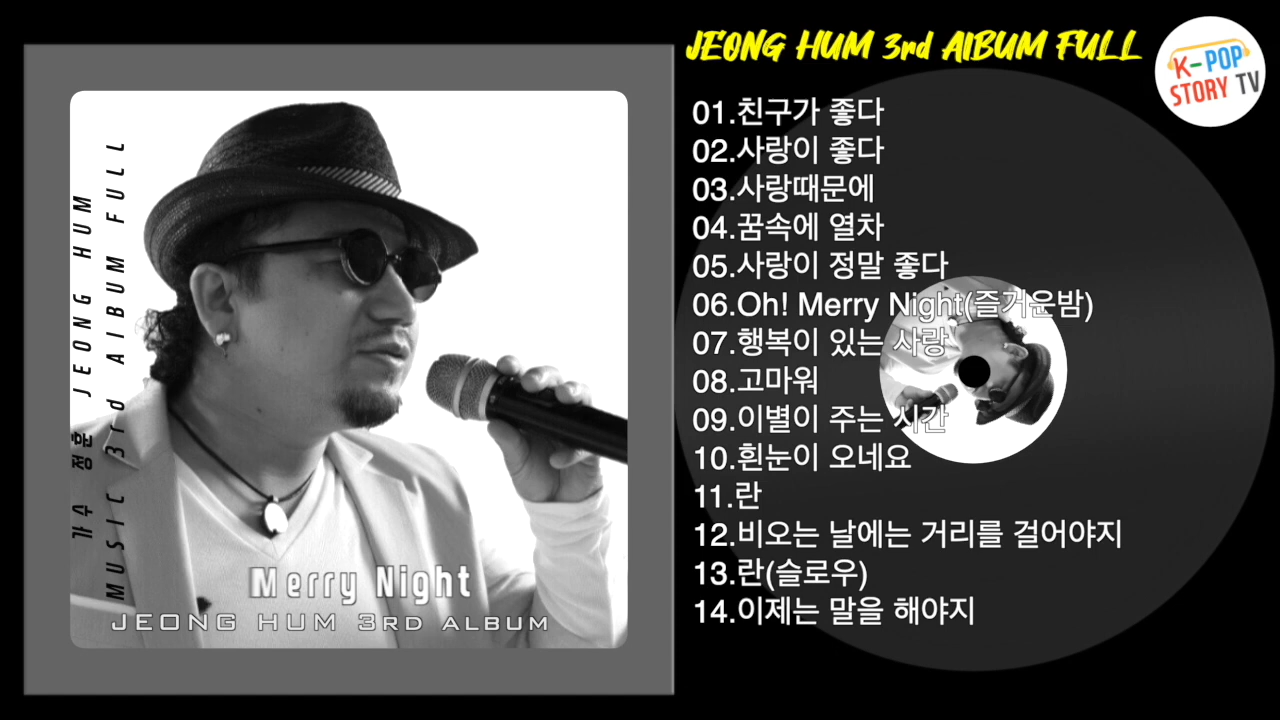 JEONG HUM 3rd AlBUM FULL
K-POP
STORY TV
가수 정훔 JEONG HUM
MUSIC 3rd AlBUM FULL
Merry Night
JEONG HUM 3RD ALBUM
01.친구가 좋다
02.사랑이 좋다
03.사랑때문에
04.꿈속에 열차
05.사랑이 정말 좋다
06.Oh! Merry Night(즐거운밤)
07.행복이 있는 사랑
08.고마워
09.이별이 주는 시간
10.흰눈이 오네요
11.란
12.비오는 날에는 거리를 걸어야지
13.란(슬로우)
14.이제는 말을 해야지